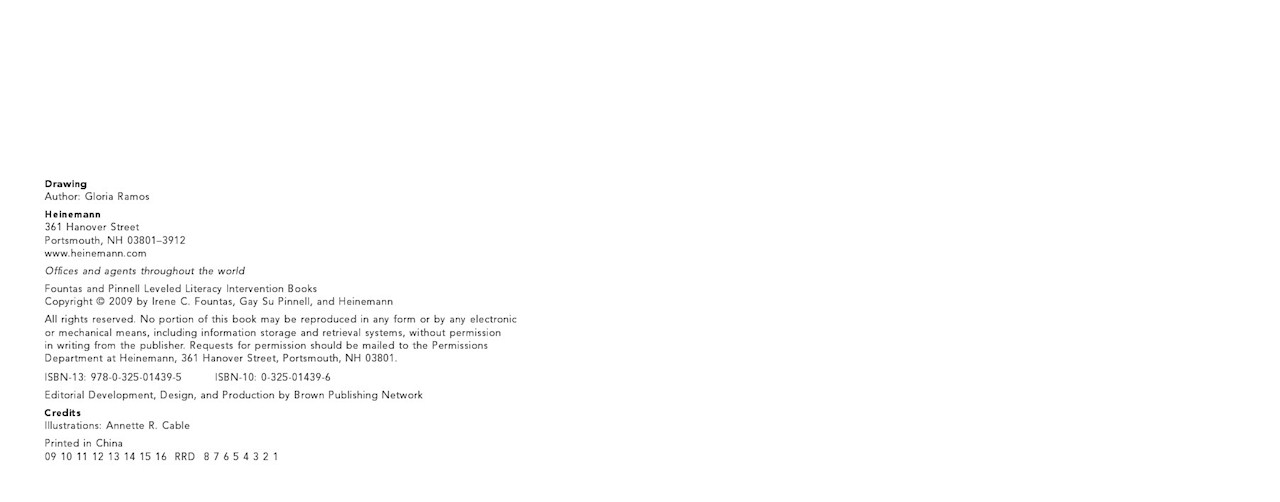 Drawing
Author: Gloria Ramos
Heinemann
361 Hanover Street
Portsmouth, NH 03801–3912
www.heinemann.com
Offices and agents throughout the world
Fountas and Pinnell Leveled Literacy Intervention Books
Copyright © 2009 by Irene C. Fountas, Gay Su Pinnell, and Heinemann
All rights reserved. No portion of this book may be reproduced in any form or by any electronic
or mechanical means, including information storage and retrieval systems, without permission
in writing from the publisher. Requests for permission should be mailed to the Permissions
Department at Heinemann, 361 Hanover Street, Portsmouth, NH 03801.
ISBN-13: 978-0-325-01439-5 ISBN-10: 0-325-01439-6
Editorial Development, Design, and Production by Brown Publishing Network
Credits
Illustrations: Annette R. Cable
Printed in China
09 10 11 12 13 14 15 16 RRD 8 7 6 5 4 3 2 1